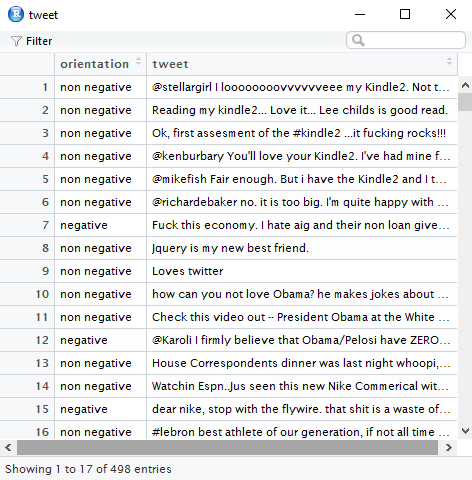 R tweet
Filter
orientation tweet
1 non negative @stellargirl I loooooooovvvvvveee my Kindle2. Not t...
2 non negative Reading my kindle2... Love it... Lee childs is good read.
3 non negative Ok, first assesment of the #kindle2 ...it fucking rocks!!!
4 non negative @kenburbary You'll love your Kindle2. I've had mine f...
5 non negative @mikefish Fair enough. But i have the Kindle2 and I t...
6 non negative @richardebaker no. it is too big. I'm quite happy with ...
7 negative Fuck this economy. I hate aig and their non loan give...
8 non negative Jquery is my new best friend.
9 non negative Loves twitter
10 non negative how can you not love Obama? he makes jokes about ...
11 non negative Check this video out -- President Obama at the White ...
12 negative @Karoli I firmly believe that Obama/Pelosi have ZERO...
13 non negative House Correspondents dinner was last night whoopi,...
14 non negative Watchin Espn..Jus seen this new Nike Commerical wit...
15 negative dear nike, stop with the flywire. that shit is a waste of...
16 non negative #lebron best athlete of our generation, if not all time ...
Showing 1 to 17 of 498 entries